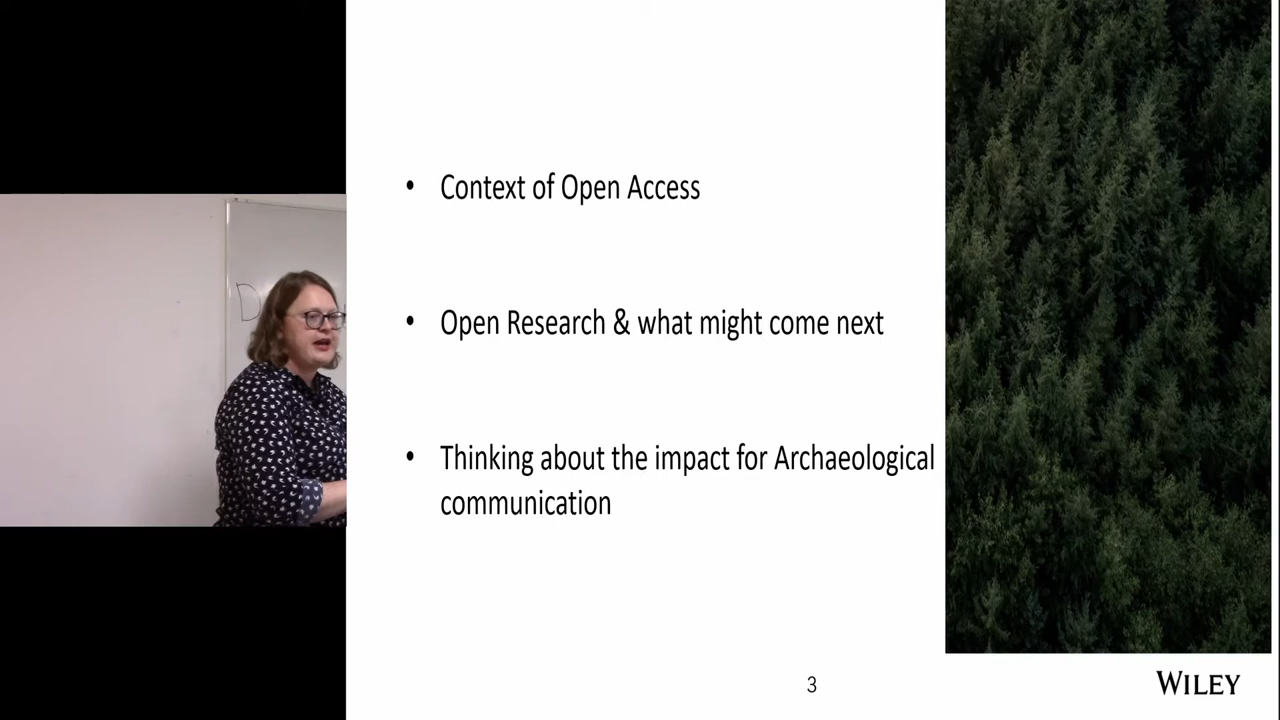 D
• Context of Open Access
• Open Research & what might come next
• Thinking about the impact for Archaeological
communication
3
WILEY